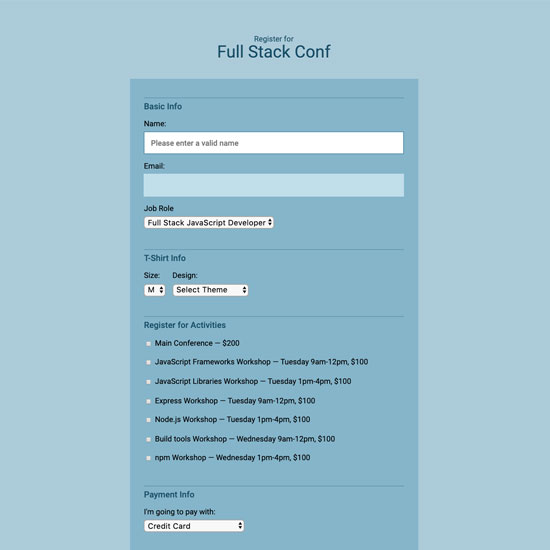 Register for
Full Stack Conf
Basic Info
Name:
Please enter a valid name
Email:
Job Role
Full Stack JavaScript Developer
T-Shirt Info
Size: Design:
M Select Theme
Register for Activities
Main Conference — $200
JavaScript Frameworks Workshop — Tuesday 9am-12pm, $100
JavaScript Libraries Workshop — Tuesday 1pm-4pm, $100
Express Workshop — Tuesday 9am-12pm, $100
Node.js Workshop — Tuesday 1pm-4pm, $100
Build tools Workshop — Wednesday 9am-12pm, $100
npm Workshop — Wednesday 1pm-4pm, $100
Payment Info
I'm going to pay with:
Credit Card